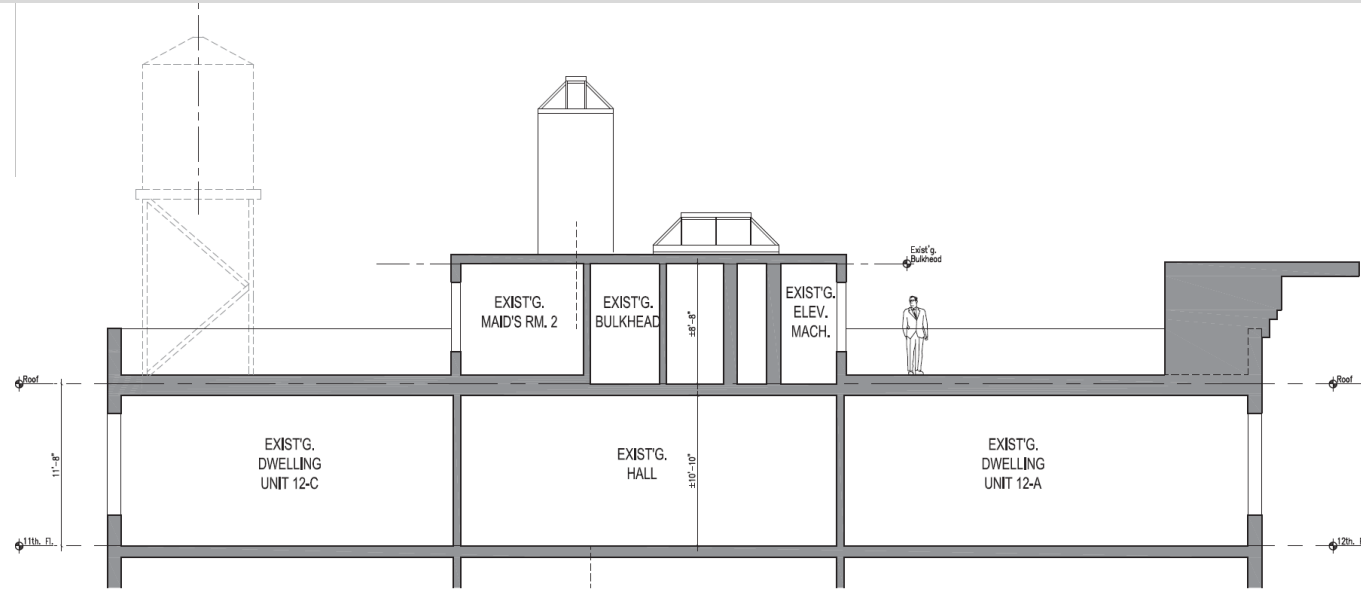 Exist'g.
Bulkhead
EXIST'G.
MAID'S RM. 2
EXIST'G.
BULKHEAD
±8'-8"
EXIST'G.
ELEV.
MACH.
Roof
Roof
11'-8"
EXIST'G.
DWELLING
UNIT 12-C
EXIST'G.
HALL
±10'-10"
EXIST'G.
DWELLING
UNIT 12-A
11th. Fl.
12th.